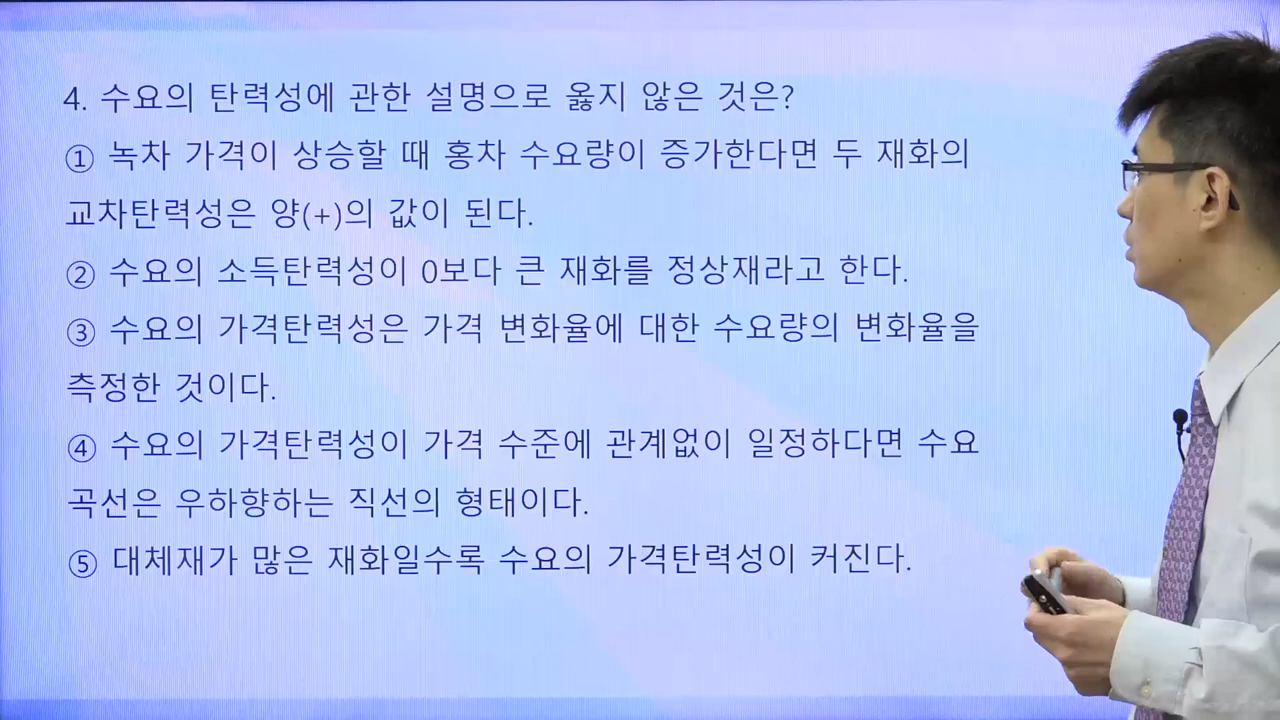 4. 수요의 탄력성에 관한 설명으로 옳지 않은 것은?
① 녹차 가격이 상승할 때 홍차 수요량이 증가한다면 두 재화의
교차탄력성은 양(+)의 값이 된다.
② 수요의 소득탄력성이 0보다 큰 재화를 정상재라고 한다.
③ 수요의 가격탄력성은 가격 변화율에 대한 수요량의 변화율을
측정한 것이다.
④ 수요의 가격탄력성이 가격 수준에 관계없이 일정하다면 수요
곡선은 우하향하는 직선의 형태이다.
⑤ 대체재가 많은 재화일수록 수요의 가격탄력성이 커진다.